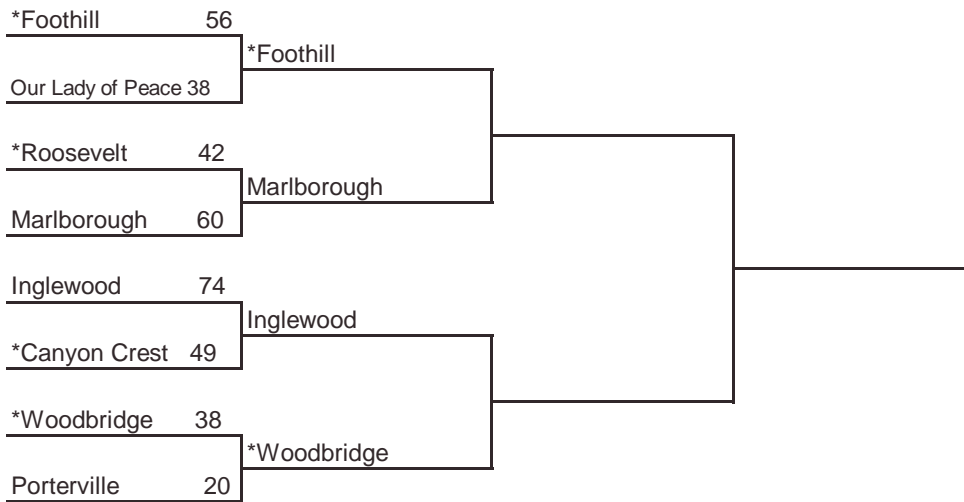 *Foothill 56
*Foothill
Our Lady of Peace 38
*Roosevelt 42
Marlborough
Marlborough 60
Inglewood 74
Inglewood
*Canyon Crest 49
*Woodbridge 38
*Woodbridge
Porterville 20